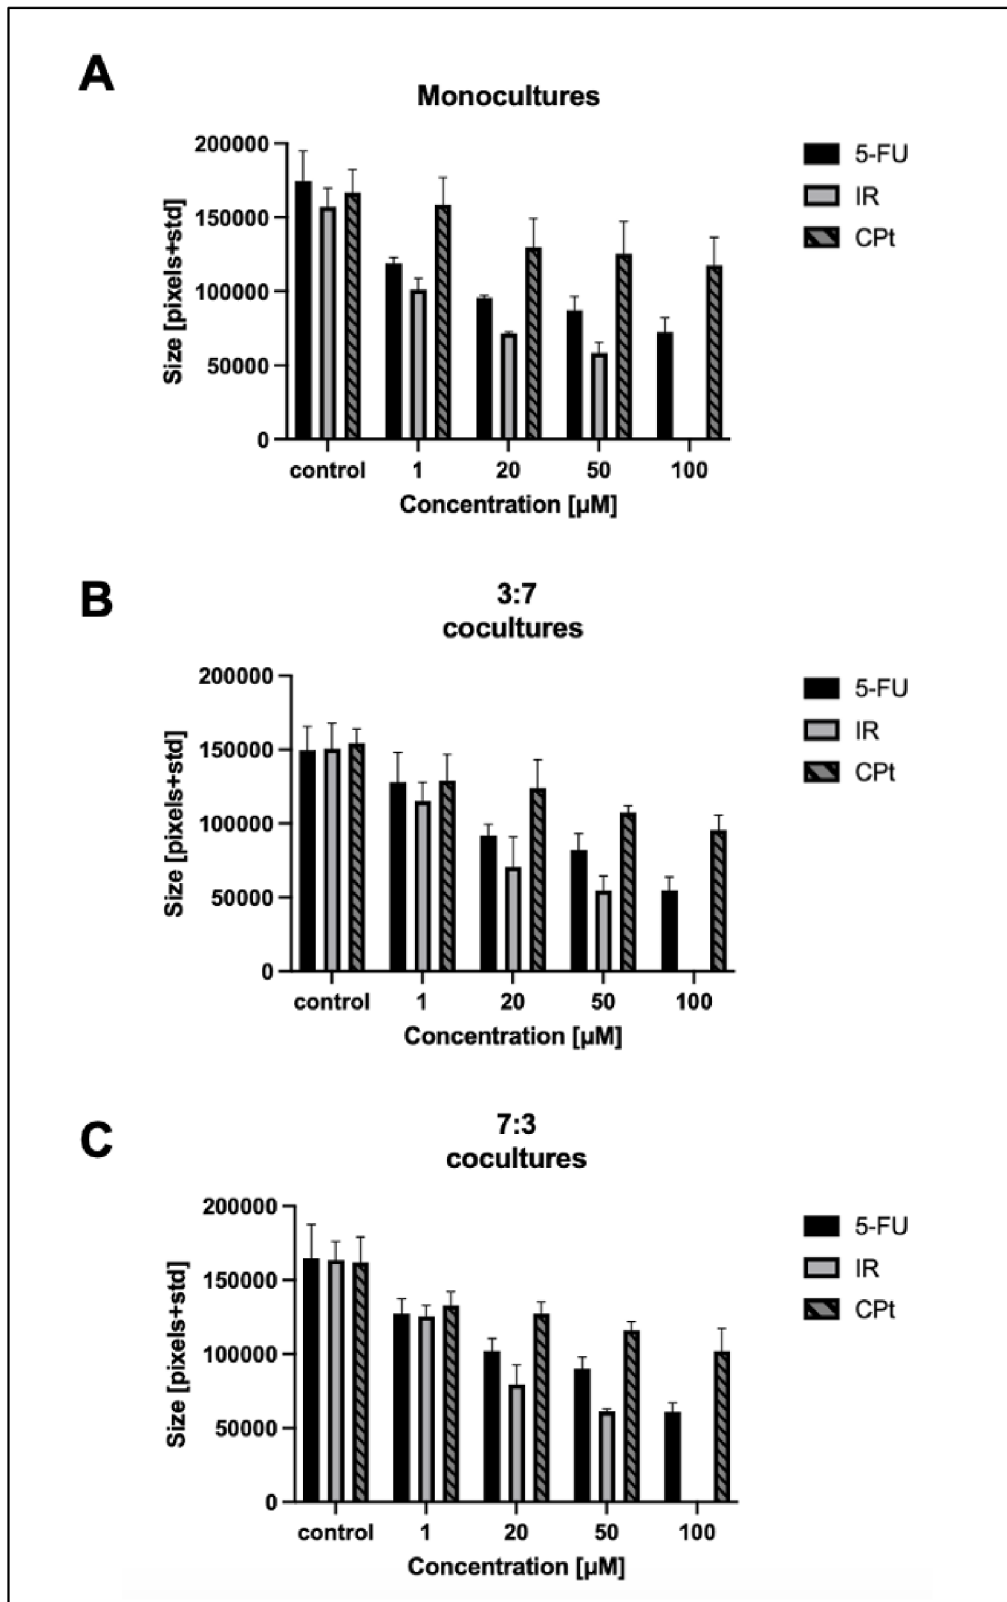 A
Monocultures
200000
150000
100000
50000
0
Size [pixels+std]
control 1 20 50 100
Concentration [µM]
5-FU
IR
CPt
B
3:7
cocultures
200000
150000
100000
50000
0
Size [pixels+std]
control 1 20 50 100
Concentration [µM]
5-FU
IR
CPt
C
7:3
cocultures
200000
150000
100000
50000
0
Size [pixels+std]
control 1 20 50 100
Concentration [µM]
5-FU
IR
CPt